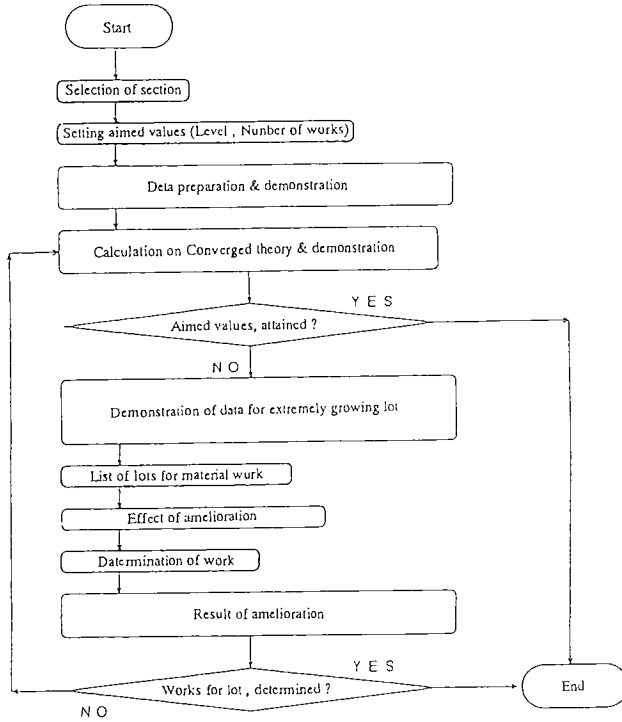 Start
Selection of section
Setting aimed values (Level , Nunber of works)
Deta preparation & demonstration
Calculation on Converged theory & demonstration
YES
Aimed values, attained ?
NO
Demonstration of data for extremely growing lot
List of lots for material wurk
Effect of amelioration
Datermination of work
Result of amelioration
YES
Works for lot , determined ?
End
NO